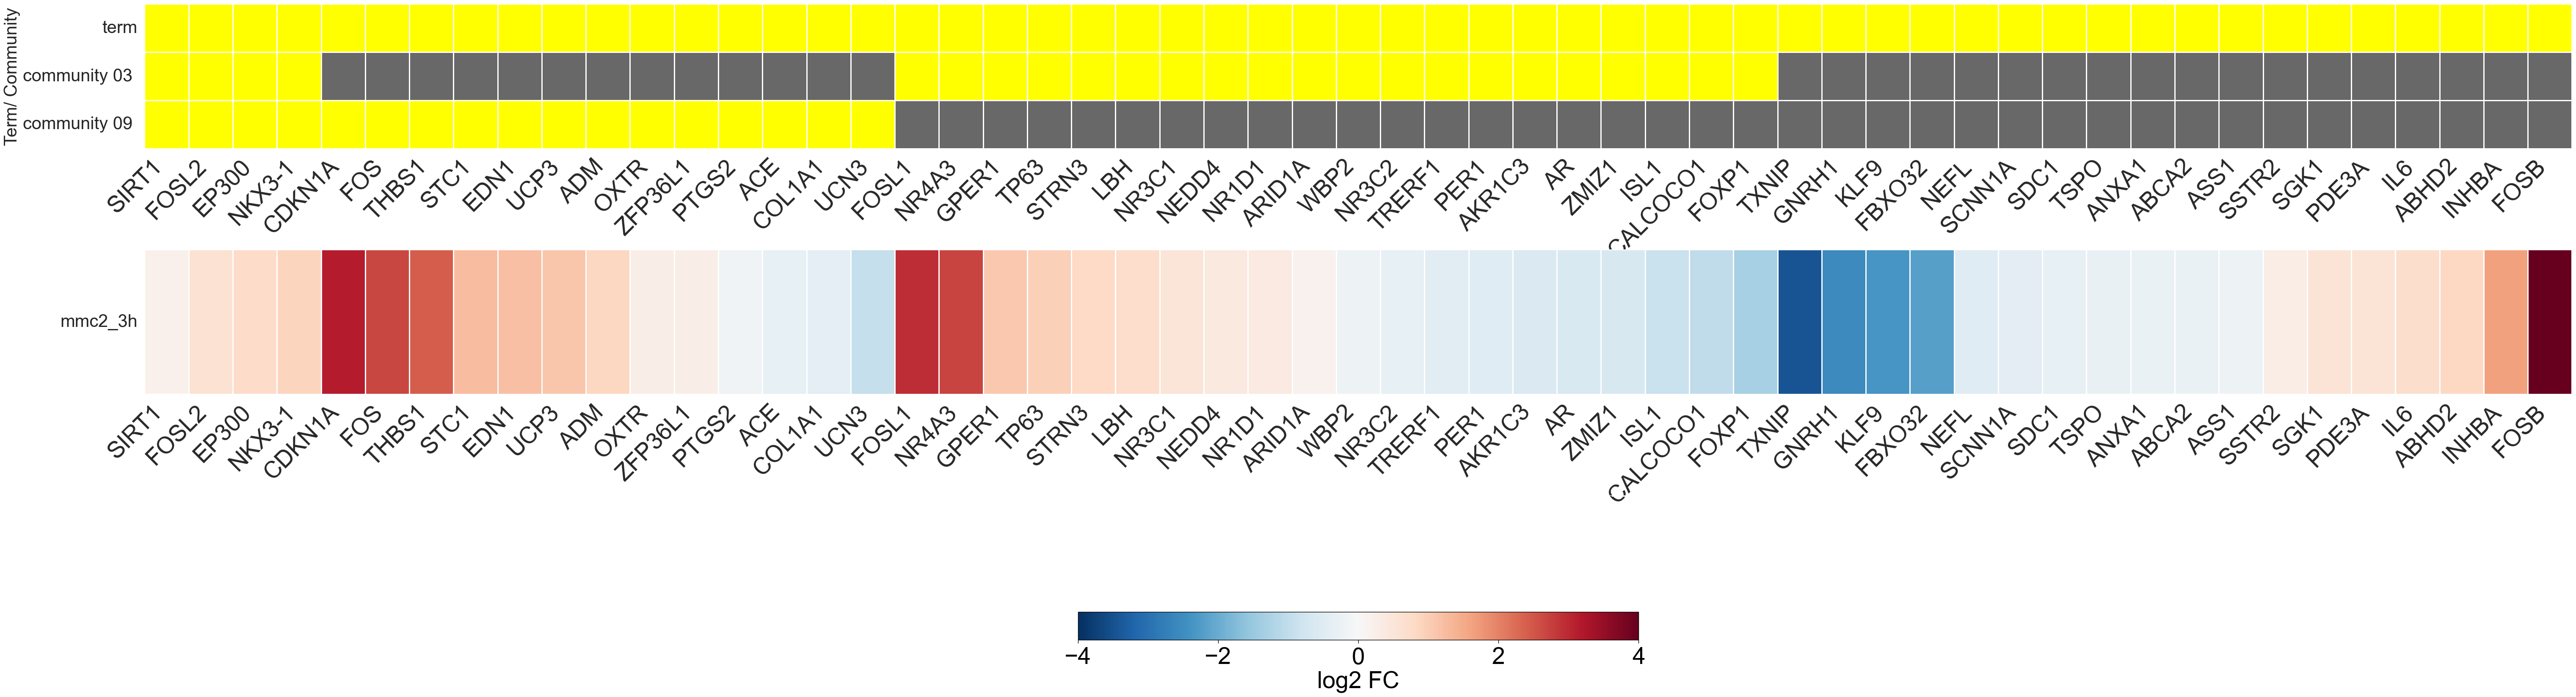 Term/ Community
term
community 03
community 09
SIRT1 FOSL2 EP300 NKX3-1 CDKN1A FOS THBS1 STC1 EDN1 UCP3 ADM OXTR ZFP36L1 PTGS2 ACE COL1A1 UCN3 FOSL1 NR4A3 GPER1 TP63 STRN3 LBH NR3C1 NEDD4 NR1D1 ARID1A WBP2 NR3C2 TRERF1 PER1 AKR1C3 AR ZMIZ1 ISL1 CALCOCO1 FOXP1 TXNIP GNRH1 KLF9 FBXO32 NEFL SCNN1A SDC1 TSPO ANXA1 ABCA2 ASS1 SSTR2 SGK1 PDE3A IL6 ABHD2 INHBA FOSB
mmc2_3h
SIRT1 FOSL2 EP300 NKX3-1 CDKN1A FOS THBS1 STC1 EDN1 UCP3 ADM OXTR ZFP36L1 PTGS2 ACE COL1A1 UCN3 FOSL1 NR4A3 GPER1 TP63 STRN3 LBH NR3C1 NEDD4 NR1D1 ARID1A WBP2 NR3C2 TRERF1 PER1 AKR1C3 AR ZMIZ1 ISL1 CALCOCO1 FOXP1 TXNIP GNRH1 KLF9 FBXO32 NEFL SCNN1A SDC1 TSPO ANXA1 ABCA2 ASS1 SSTR2 SGK1 PDE3A IL6 ABHD2 INHBA FOSB
−4 −2 0 2 4
log2 FC